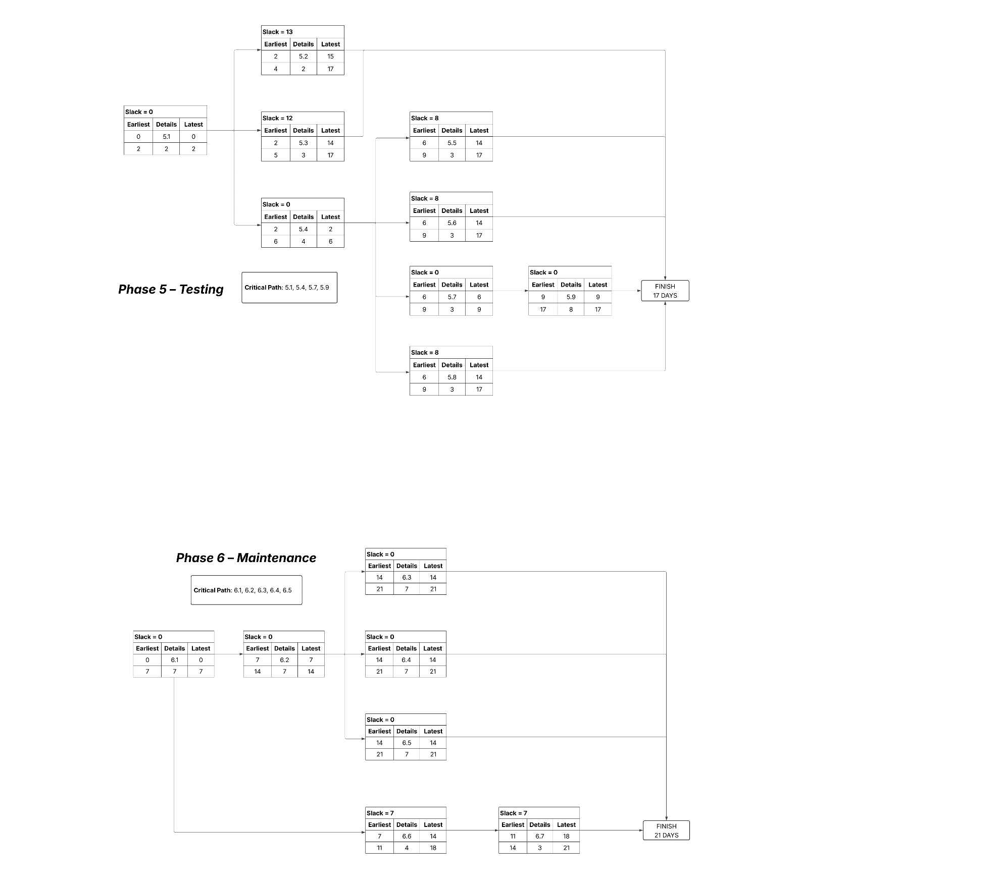 Slack = 13
Earliest Details Latest
2 5.2 15
4 2 17
Slack = 0
Earliest Details Latest
0 5.1 0
2 2 2
Slack = 12
Earliest Details Latest
2 5.3 14
5 3 17
Slack = 8
Earliest Details Latest
6 5.5 14
9 3 17
Slack = 0
Earliest Details Latest
2 5.4 2
6 4 6
Slack = 8
Earliest Details Latest
6 5.6 14
9 3 17
Phase 5 – Testing
Critical Path: 5.1, 5.4, 5.7, 5.9
Slack = 0
Earliest Details Latest
6 5.7 6
9 3 9
Slack = 0
Earliest Details Latest
9 5.9 9
17 8 17
FINISH
17 DAYS
Slack = 8
Earliest Details Latest
6 5.8 14
9 3 17
Phase 6 – Maintenance
Critical Path: 6.1, 6.2, 6.3, 6.4, 6.5
Slack = 0
Earliest Details Latest
14 6.3 14
21 7 21
Slack = 0
Earliest Details Latest
0 6.1 0
7 7 7
Slack = 0
Earliest Details Latest
7 6.2 7
14 7 14
Slack = 0
Earliest Details Latest
14 6.4 14
21 7 21
Slack = 0
Earliest Details Latest
14 6.5 14
21 7 21
Slack = 7
Earliest Details Latest
7 6.6 14
11 4 18
Slack = 7
Earliest Details Latest
11 6.7 18
14 3 21
FINISH
21 DAYS